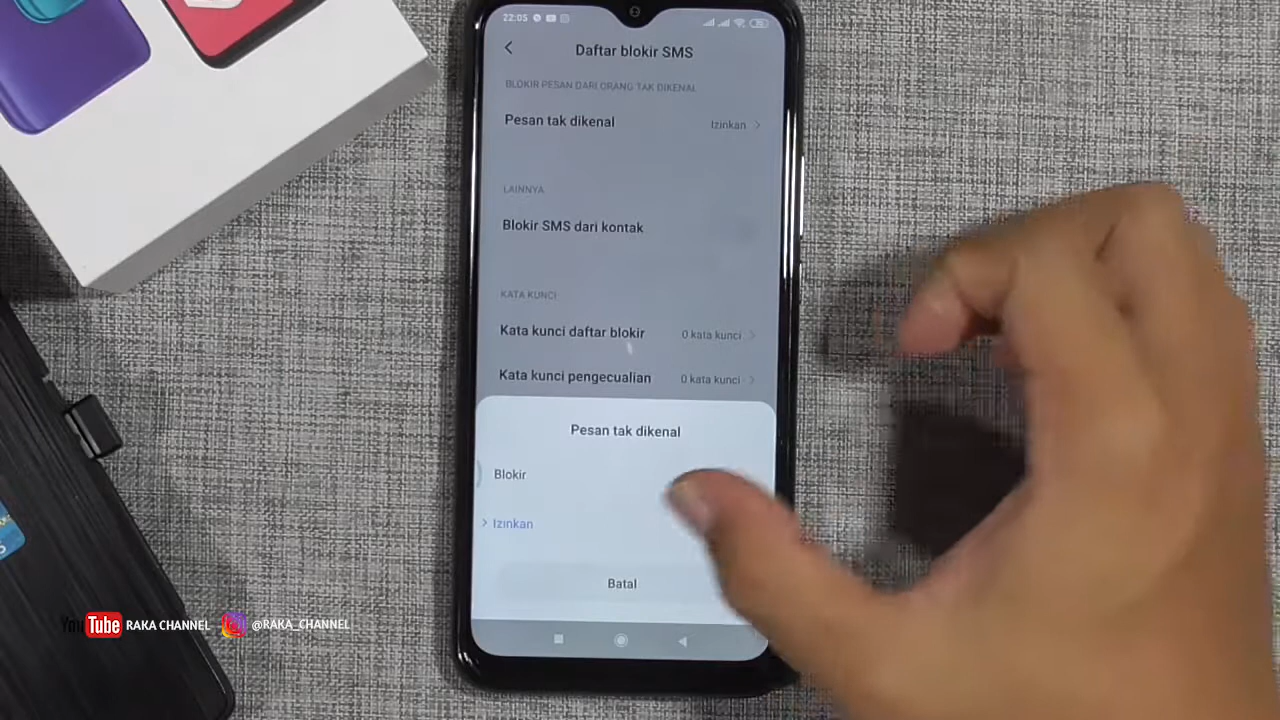 22:05
Daftar blokir SMS
BLOKIR PESAN DARI ORANG TAK DIKENAL
Pesan tak dikenal Izinkan
LAINNYA
Blokir SMS dari kontak
KATA KUNCI
Kata kunci daftar blokir 0 kata kunci
Kata kunci pengecualian 0 kata kunci
Pesan tak dikenal
Blokir
Izinkan
Batal
YouTube RAKA CHANNEL @RAKA_CHANNEL